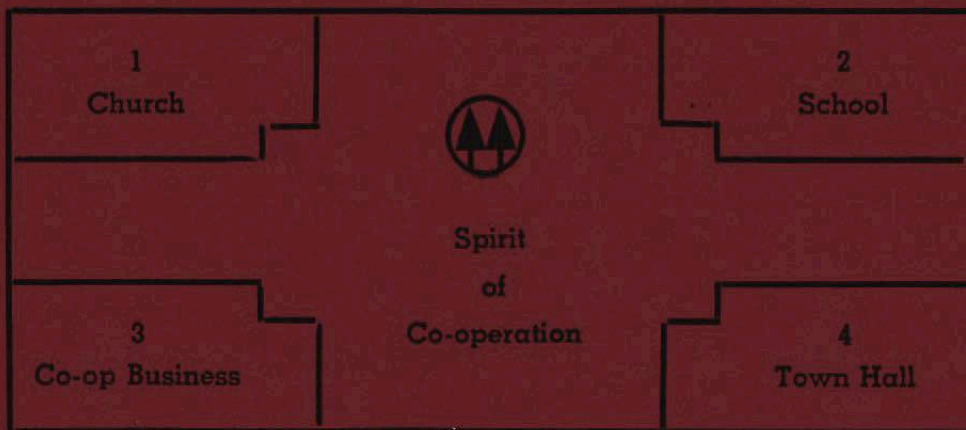 1
Church
2
School
Spirit
of
Co-operation
3
Co-op Business
4
Town Hall